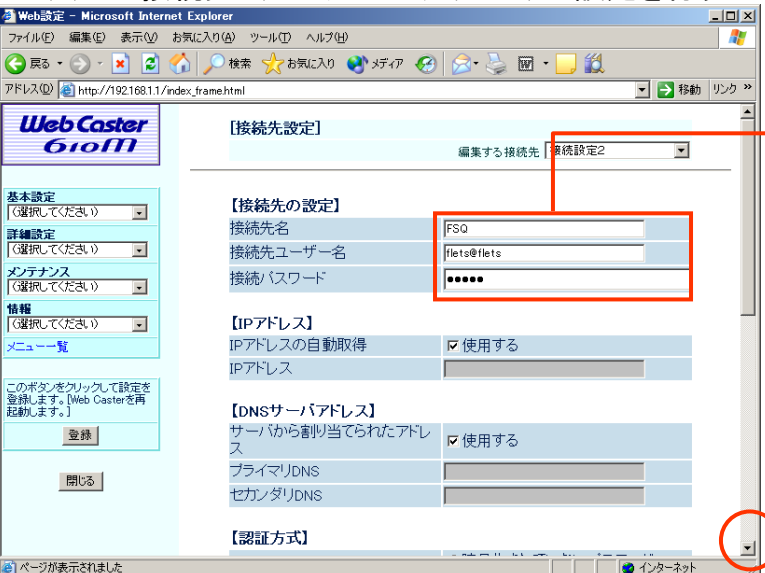 Web設定 - Microsoft Internet Explorer
ファイル(F) 編集(E) 表示(V) お気に入り(A) ツール(T) ヘルプ(H)
戻る 検索 お気に入り メディア
アドレス(D) http://192.168.1.1/index_frame.html 移動 リンク »
Web Caster
610M
基本設定
(選択してください)
詳細設定
(選択してください)
メンテナンス
(選択してください)
情報
(選択してください)
メニュー一覧
このボタンをクリックして設定を
登録します。[Web Casterを再
起動します。]
登録
閉じる
[接続先設定]
編集する接続先 接続設定2
【接続先の設定】
接続先名 FSQ
接続先ユーザー名 flets@flets
接続パスワード ●●●●●
【IPアドレス】
IPアドレスの自動取得 使用する
IPアドレス
【DNSサーバアドレス】
サーバから割り当てられたアドレ
ス 使用する
プライマリDNS
セカンダリDNS
【認証方式】
ページが表示されました インターネット